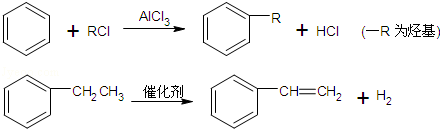 + RCl AlCl₃ R + HCl (—R 为烃基)
CH₂CH₃ 催化剂 CH=CH₂ + H₂